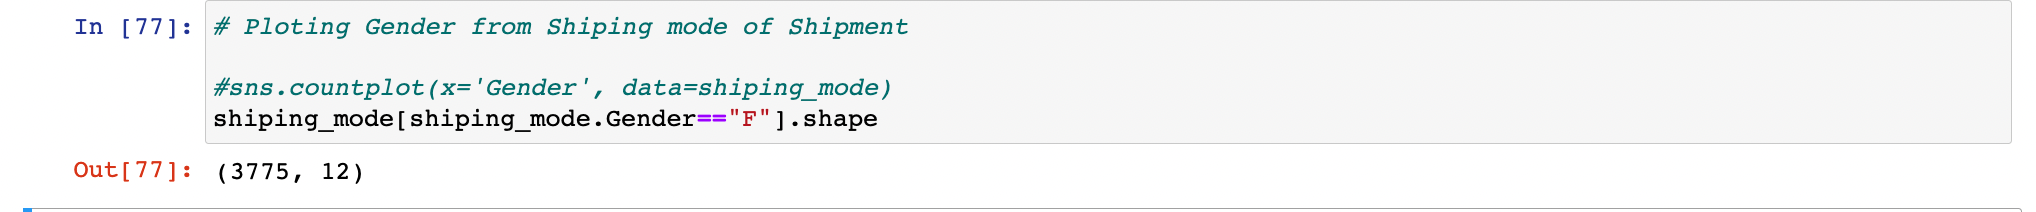 In [77]: # Ploting Gender from Shiping mode of Shipment
#sns.countplot(x='Gender', data=shiping_mode)
shiping_mode[shiping_mode.Gender=="F"].shape
Out[77]: (3775, 12)